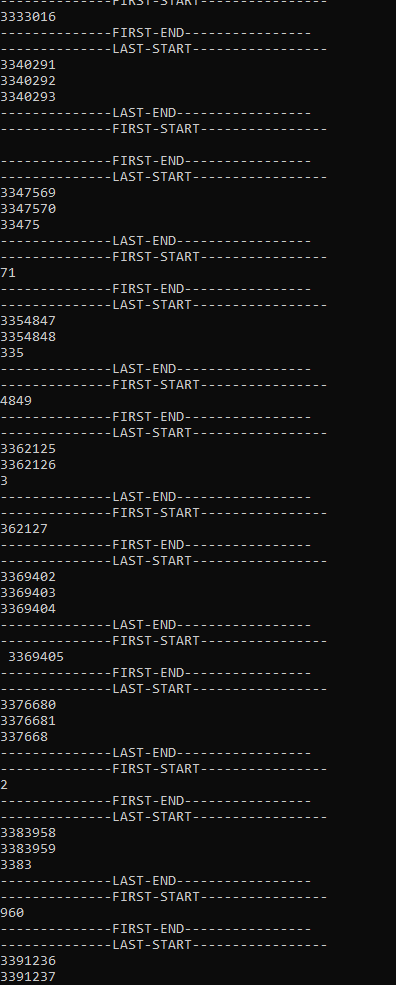 --------------FIRST-START----------------
3333016
--------------FIRST-END----------------
--------------LAST-START----------------
3340291
3340292
3340293
--------------LAST-END-----------------
--------------FIRST-START----------------
--------------FIRST-END----------------
--------------LAST-START----------------
3347569
3347570
33475
--------------LAST-END-----------------
--------------FIRST-START----------------
71
--------------FIRST-END----------------
--------------LAST-START----------------
3354847
3354848
335
--------------LAST-END-----------------
--------------FIRST-START----------------
4849
--------------FIRST-END----------------
--------------LAST-START----------------
3362125
3362126
3
--------------LAST-END-----------------
--------------FIRST-START----------------
362127
--------------FIRST-END----------------
--------------LAST-START----------------
3369402
3369403
3369404
--------------LAST-END-----------------
--------------FIRST-START----------------
 3369405
--------------FIRST-END----------------
--------------LAST-START----------------
3376680
3376681
337668
--------------LAST-END-----------------
--------------FIRST-START----------------
2
--------------FIRST-END----------------
--------------LAST-START----------------
3383958
3383959
3383
--------------LAST-END-----------------
--------------FIRST-START----------------
960
--------------FIRST-END----------------
--------------LAST-START----------------
3391236
3391237